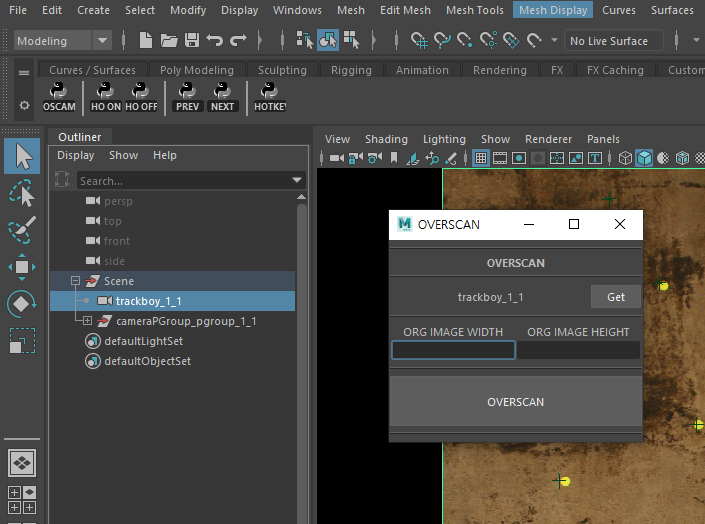 File Edit Create Select Modify Display Windows Mesh Edit Mesh Mesh Tools Mesh Display Curves Surfaces
Modeling No Live Surface
Curves / Surfaces Poly Modeling Sculpting Rigging Animation Rendering FX FX Caching Custom
OSCAM HO ON HO OFF PREV NEXT HOTKEY
Outliner
Display Show Help
Search...
persp
top
front
side
Scene
trackboy_1_1
cameraPGroup_pgroup_1_1
defaultLightSet
defaultObjectSet
View Shading Lighting Show Renderer Panels
M OVERSCAN
OVERSCAN
trackboy_1_1 Get
ORG IMAGE WIDTH ORG IMAGE HEIGHT
OVERSCAN